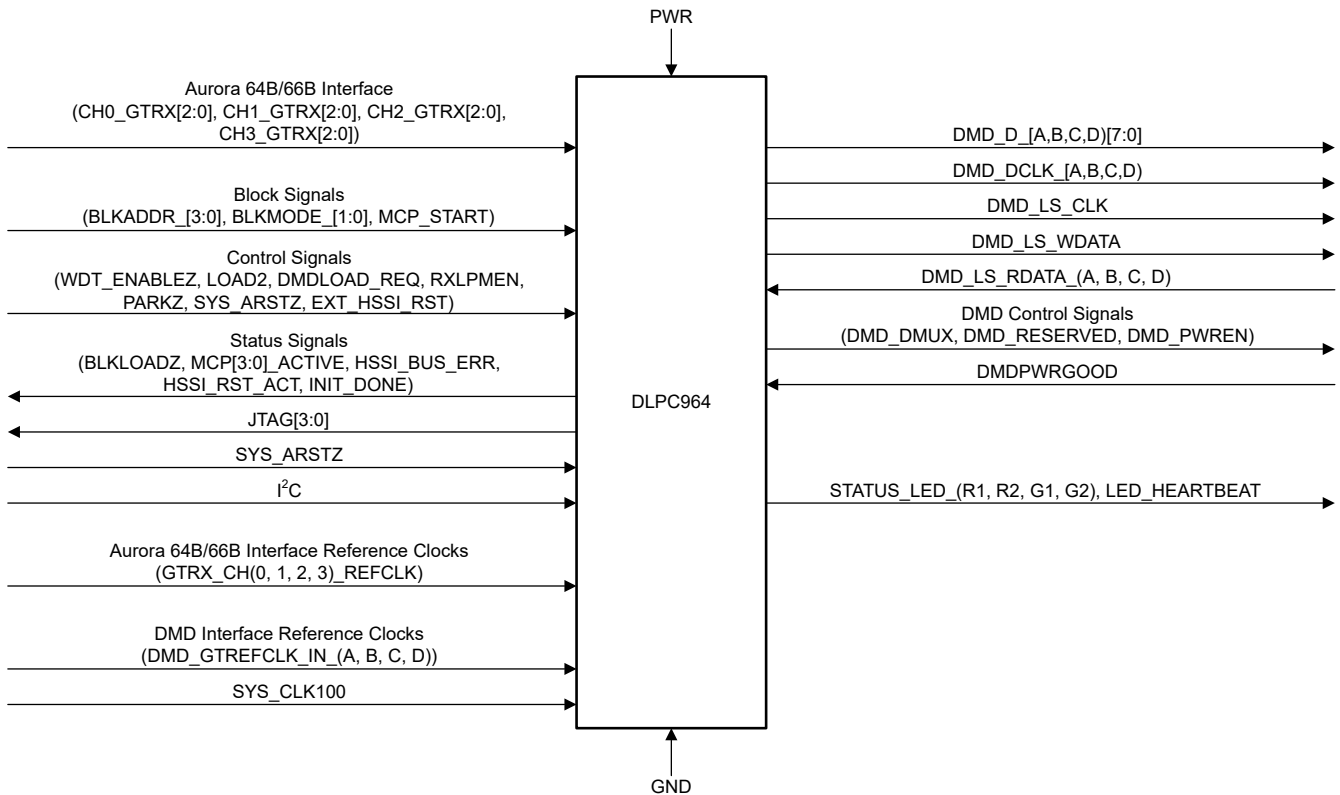 PWR
Aurora 64B/66B Interface
(CH0_GTRX[2:0], CH1_GTRX[2:0], CH2_GTRX[2:0],
CH3_GTRX[2:0])
Block Signals
(BLKADDR_[3:0], BLKMODE_[1:0], MCP_START)
Control Signals
(WDT_ENABLEZ, LOAD2, DMDLOAD_REQ, RXLPMEN,
PARKZ, SYS_ARSTZ, EXT_HSSI_RST)
Status Signals
(BLKLOADZ, MCP[3:0]_ACTIVE, HSSI_BUS_ERR,
HSSI_RST_ACT, INIT_DONE)
JTAG[3:0]
SYS_ARSTZ
I²C
Aurora 64B/66B Interface Reference Clocks
(GTRX_CH(0, 1, 2, 3)_REFCLK)
DMD Interface Reference Clocks
(DMD_GTREFCLK_IN_(A, B, C, D))
SYS_CLK100
DLPC964
DMD_D_[A,B,C,D)[7:0]
DMD_DCLK_[A,B,C,D)
DMD_LS_CLK
DMD_LS_WDATA
DMD_LS_RDATA_(A, B, C, D)
DMD Control Signals
(DMD_DMUX, DMD_RESERVED, DMD_PWREN)
DMDPWRGOOD
STATUS_LED_(R1, R2, G1, G2), LED_HEARTBEAT
GND